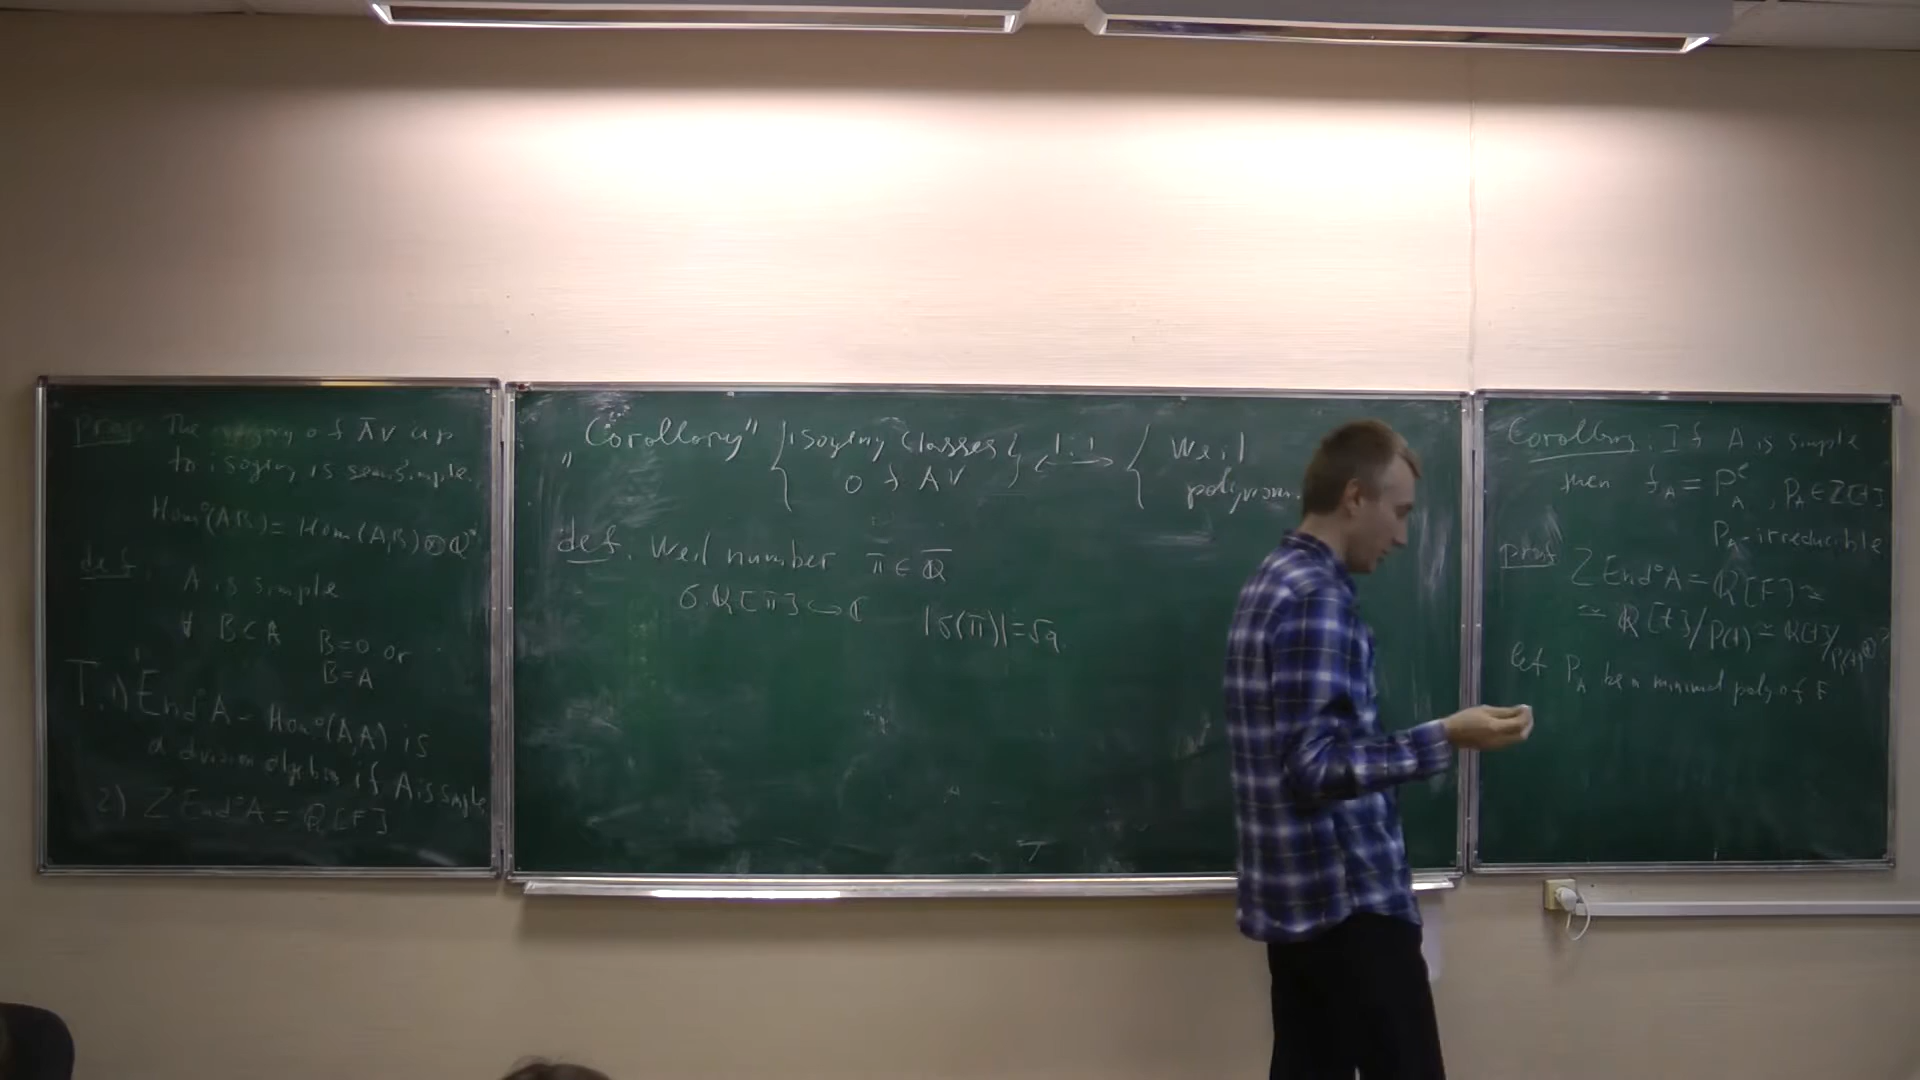 Prop. The category of AV up
to isogeny is semisimple.
Hom°(A,B) = Hom(A,B)⊗Q
def.
A is simple
∀ B⊂A B=0 or
B=A
T. 1) End°A = Hom°(A,A) is
a division algebra if A is simple
2) Z End°A = Q[F]
„Corollary" {isogeny classes of AV} ←1:1→ { Weil polynom.
def. Weil number π ∈ Q̅
σ: Q[π] ↪ C |σ(π)| = √q
Corollary. If A is simple
then f_A = P_A^e, P_A ∈ Z[t]
P_A - irreducible
proof Z End°A = Q[F] ≃
≃ Q[t]/P(t) ≃ Q[t]/
let P_A be a minimal poly of F